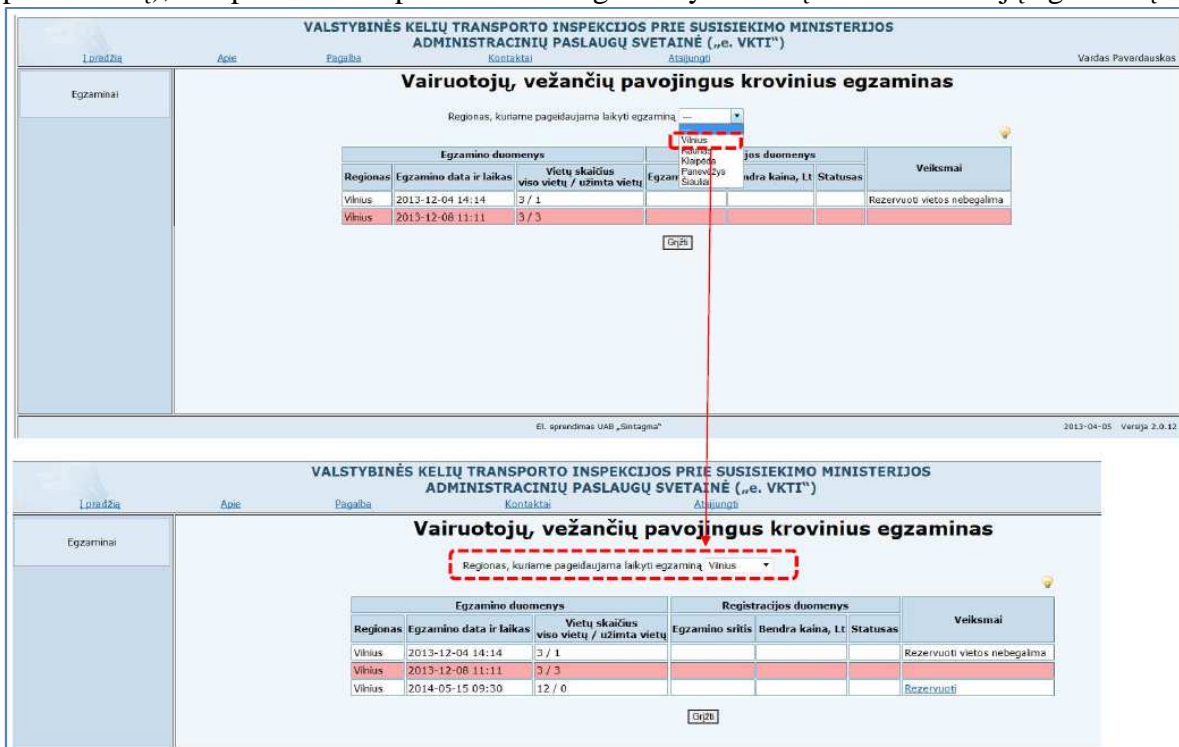 VALSTYBINĖS KELIŲ TRANSPORTO INSPEKCIJOS PRIE SUSISIEKIMO MINISTERIJOS
ADMINISTRACINIŲ PASLAUGŲ SVETAINĖ („e. VKTI“)
Į pradžią Apie Pagalba Kontaktai Atsijungti Vardas Pavardauskas
Egzaminai
Vairuotojų, vežančių pavojingus krovinius egzaminas
Regionas, kuriame pageidaujama laikyti egzaminą ---
Vilnius
Kaunas
Klaipėda
Panevėžys
Šiauliai
Egzamino duomenys jos duomenys Veiksmai
Regionas Egzamino data ir laikas Vietų skaičius viso vietų / užimta vietų Egzam endra kaina, Lt Statusas
Vilnius 2013-12-04 14:14 3 / 1 Rezervuoti vietos nebegalima
Vilnius 2013-12-08 11:11 3 / 3
Grįžti
El. sprendimas UAB „Sintagma“ 2013-04-05 Versija 2.0.12
VALSTYBINĖS KELIŲ TRANSPORTO INSPEKCIJOS PRIE SUSISIEKIMO MINISTERIJOS
ADMINISTRACINIŲ PASLAUGŲ SVETAINĖ („e. VKTI“)
Į pradžią Apie Pagalba Kontaktai Atsijungti
Egzaminai
Vairuotojų, vežančių pavojingus krovinius egzaminas
Regionas, kuriame pageidaujama laikyti egzaminą Vilnius
Egzamino duomenys Registracijos duomenys Veiksmai
Regionas Egzamino data ir laikas Vietų skaičius viso vietų / užimta vietų Egzamino sritis Bendra kaina, Lt Statusas
Vilnius 2013-12-04 14:14 3 / 1 Rezervuoti vietos nebegalima
Vilnius 2013-12-08 11:11 3 / 3
Vilnius 2014-05-15 09:30 12 / 0 Rezervuoti
Grįžti